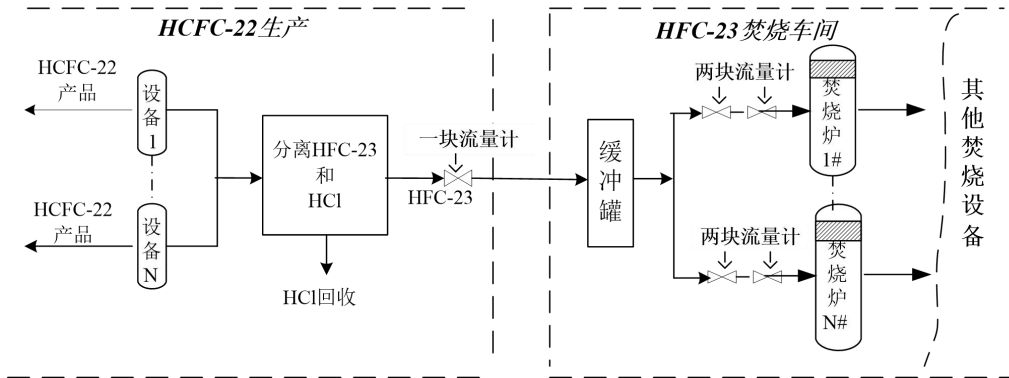 HCFC-22生产
HCFC-22
产品
设备1
HCFC-22
产品
设备N
分离HFC-23
和
HCl
HCl回收
一块流量计
HFC-23
HFC-23焚烧车间
缓冲罐
两块流量计
焚烧炉1#
两块流量计
焚烧炉N#
其他焚烧设备